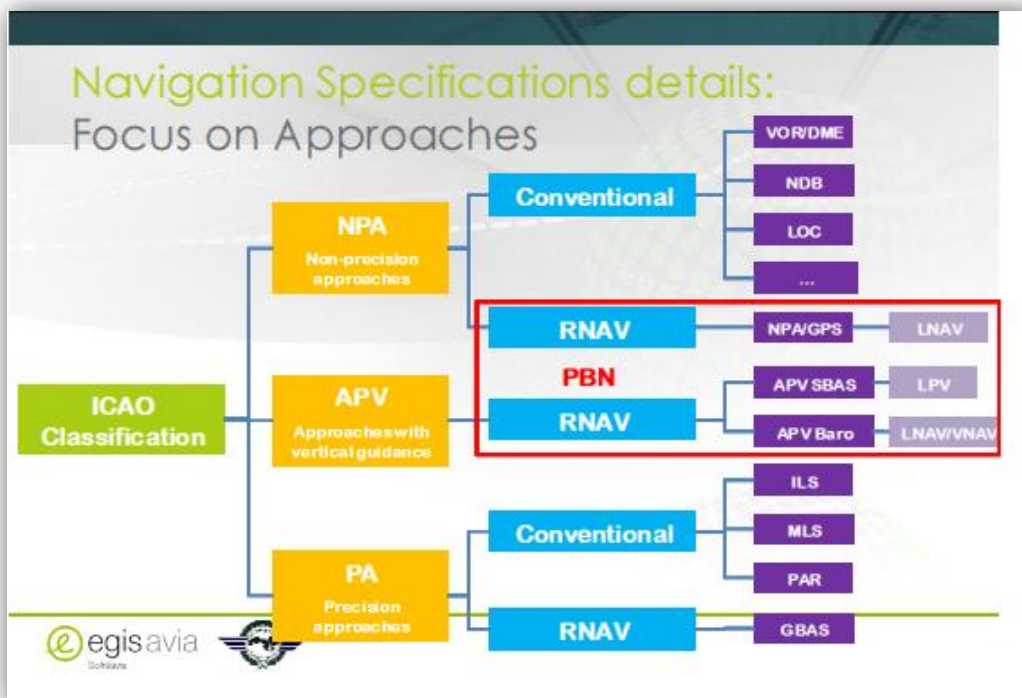 Navigation Specifications details:
Focus on Approaches
VOR/DME
Conventional
NDB
NPA
Non-precision
approaches
LOC
...
RNAV
NPA/GPS
LNAV
PBN
ICAO
Classification
APV
Approaches with
vertical guidance
RNAV
APV SBAS
LPV
APV Baro
LNAV/VNAV
ILS
Conventional
MLS
PA
Precision
approaches
PAR
RNAV
GBAS
egis avia